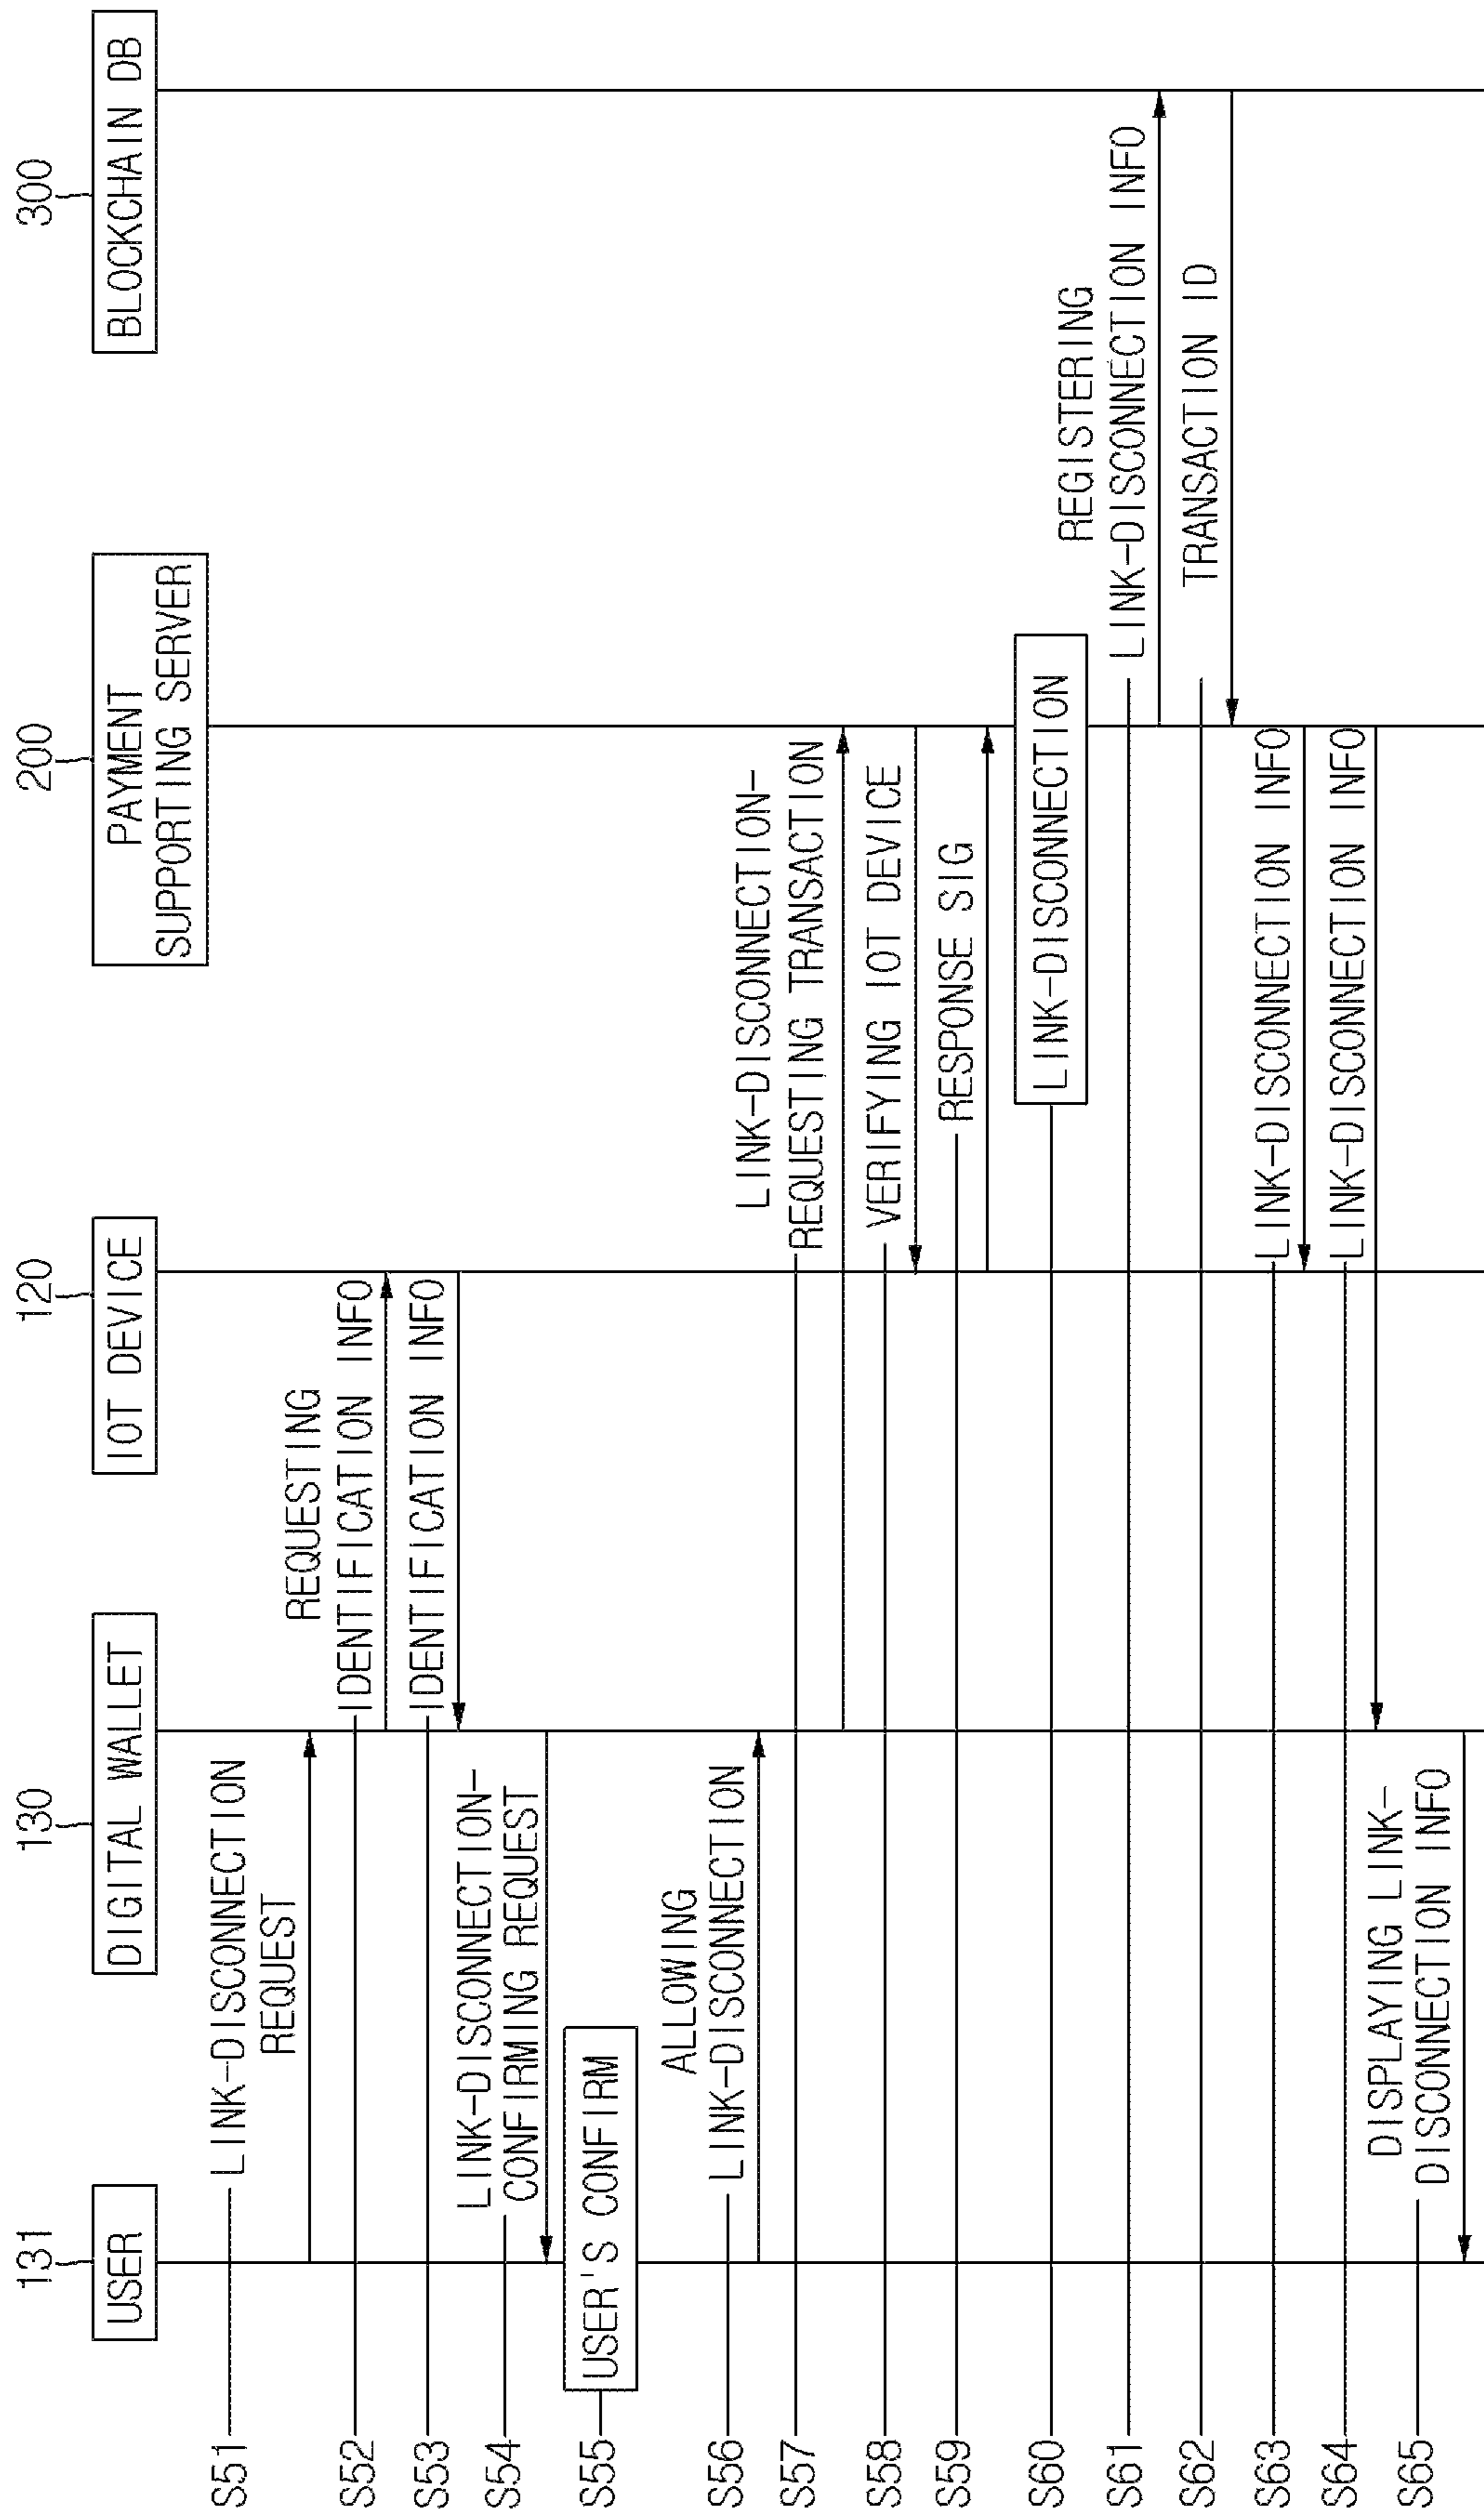 131
USER
130
DIGITAL WALLET
120
IOT DEVICE
200
PAYMENT
SUPPORTING SERVER
300
BLOCKCHAIN DB
S51
LINK-DISCONNECTION
REQUEST
S52
REQUESTING
IDENTIFICATION INFO
S53
IDENTIFICATION INFO
S54
LINK-DISCONNECTION-
CONFIRMING REQUEST
S55
USER'S CONFIRM
S56
ALLOWING
LINK-DISCONNECTION
S57
LINK-DISCONNECTION-
REQUESTING TRANSACTION
S58
VERIFYING IOT DEVICE
S59
RESPONSE SIG
S60
LINK-DISCONNECTION
S61
REGISTERING
LINK-DISCONNECTION INFO
S62
TRANSACTION ID
S63
LINK-DISCONNECTION INFO
S64
LINK-DISCONNECTION INFO
S65
DISPLAYING LINK-
DISCONNECTION INFO